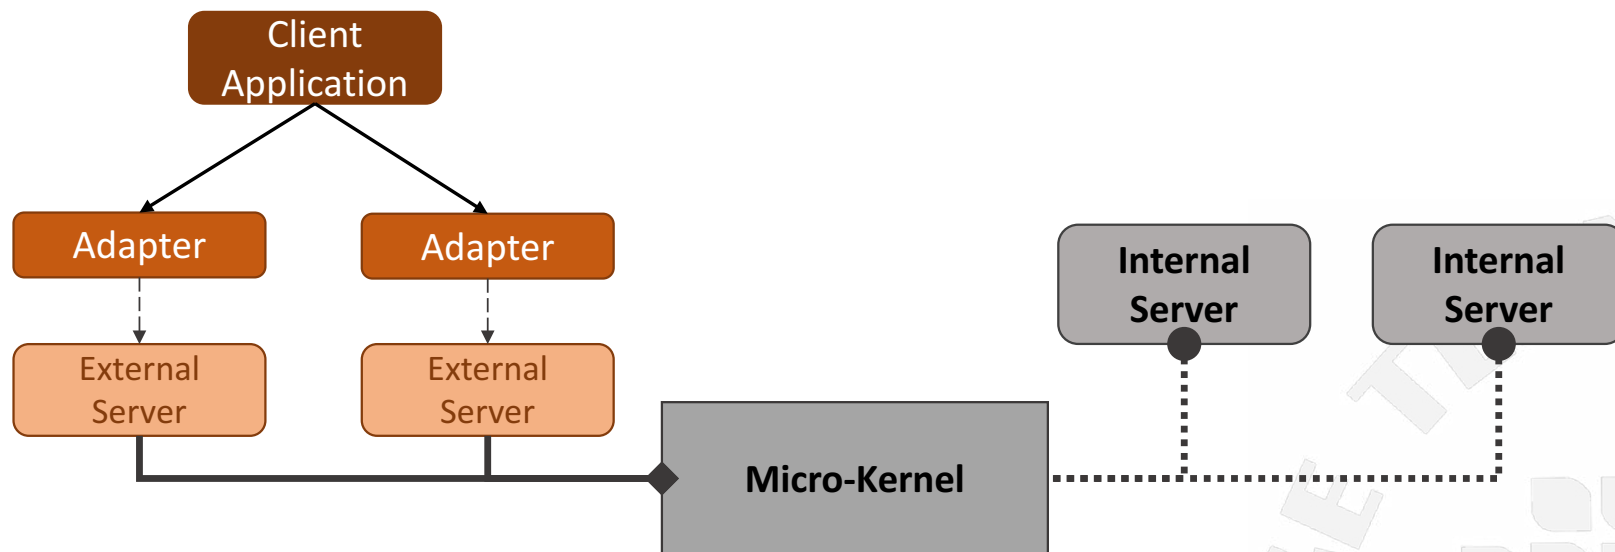 Client
Application
Adapter
Adapter
Internal
Server
Internal
Server
External
Server
External
Server
Micro-Kernel